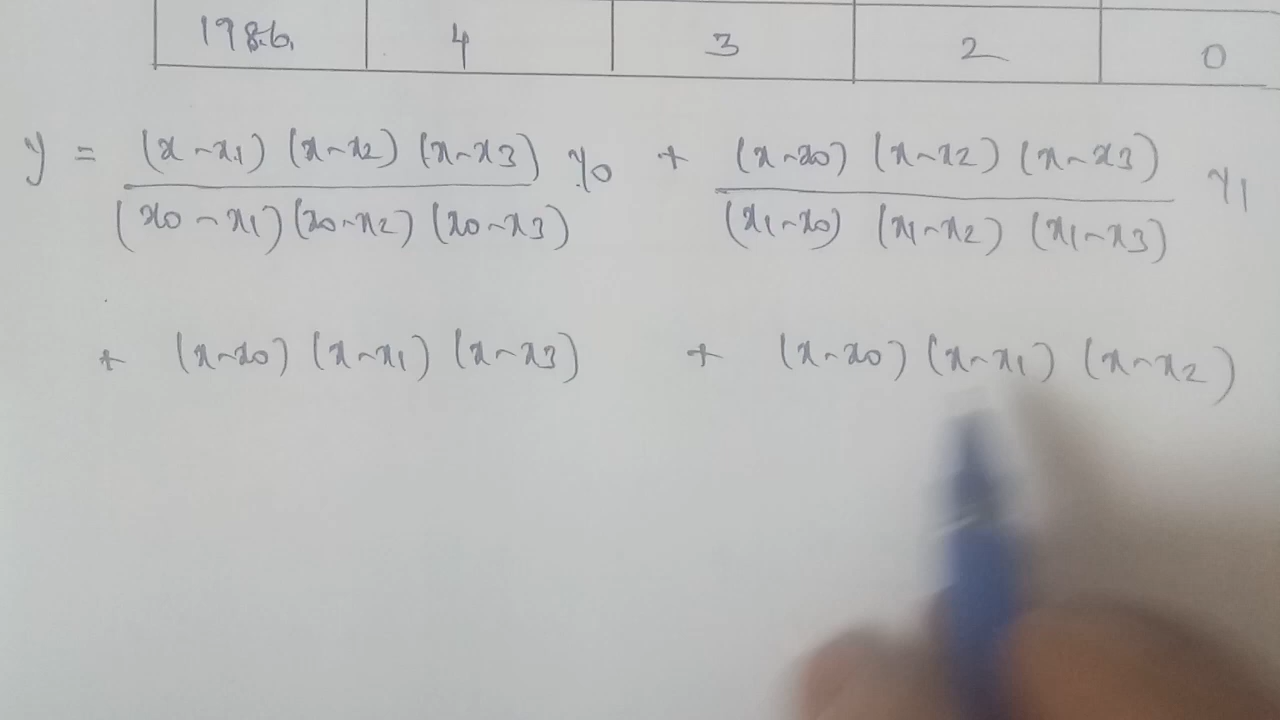 1986. 4 3 2 0
y = (x-x1) (x-x2) (x-x3) y0 + (x-x0) (x-x2) (x-x3) y1
(x0-x1) (x0-x2) (x0-x3) (x1-x0) (x1-x2) (x1-x3)
+ (x-x0) (x-x1) (x-x3) + (x-x0) (x-x1) (x-x2)